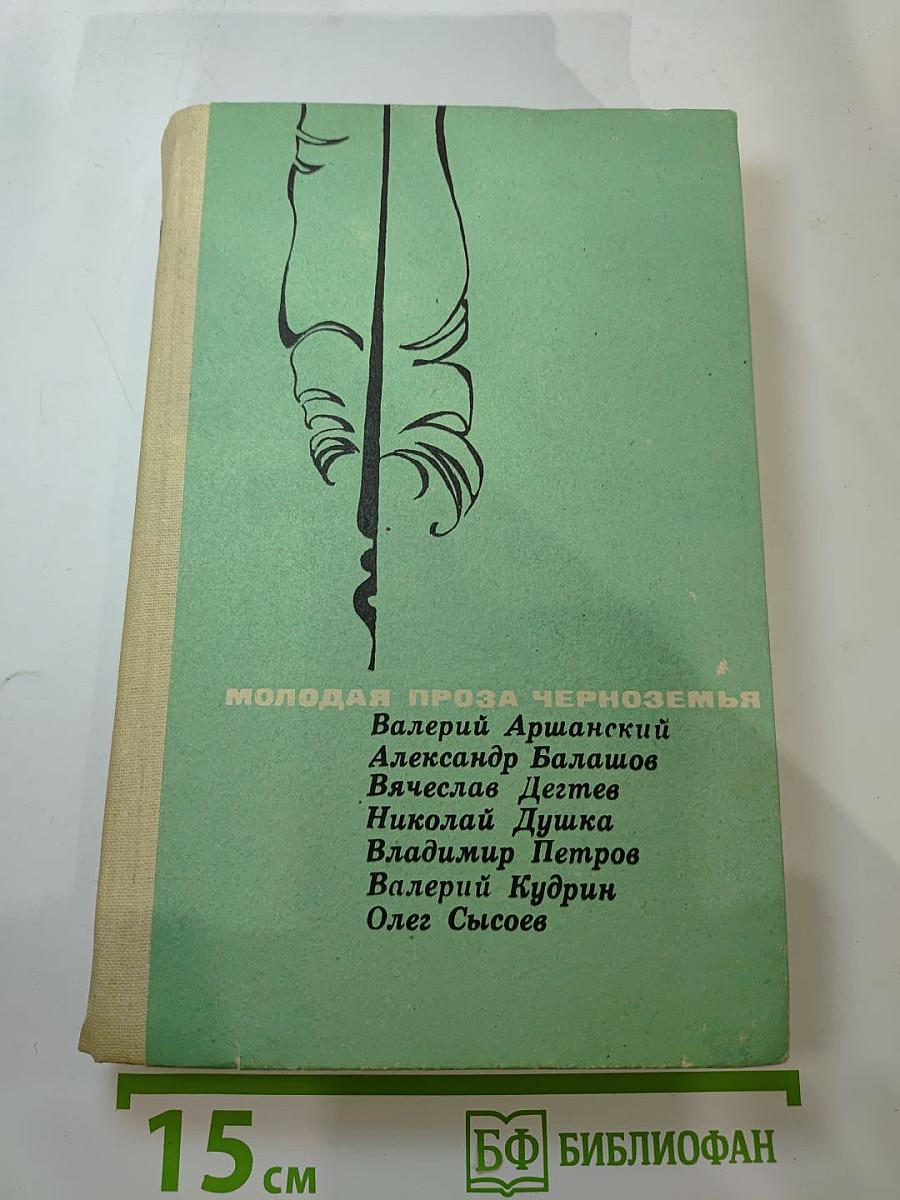 МОЛОДАЯ ПРОЗА ЧЕРНОЗЕМЬЯ
Валерий Аршанский
Александр Балашов
Вячеслав Дегтев
Николай Душка
Владимир Петров
Валерий Кудрин
Олег Сысоев
15 см
БФ БИБЛИОФАН